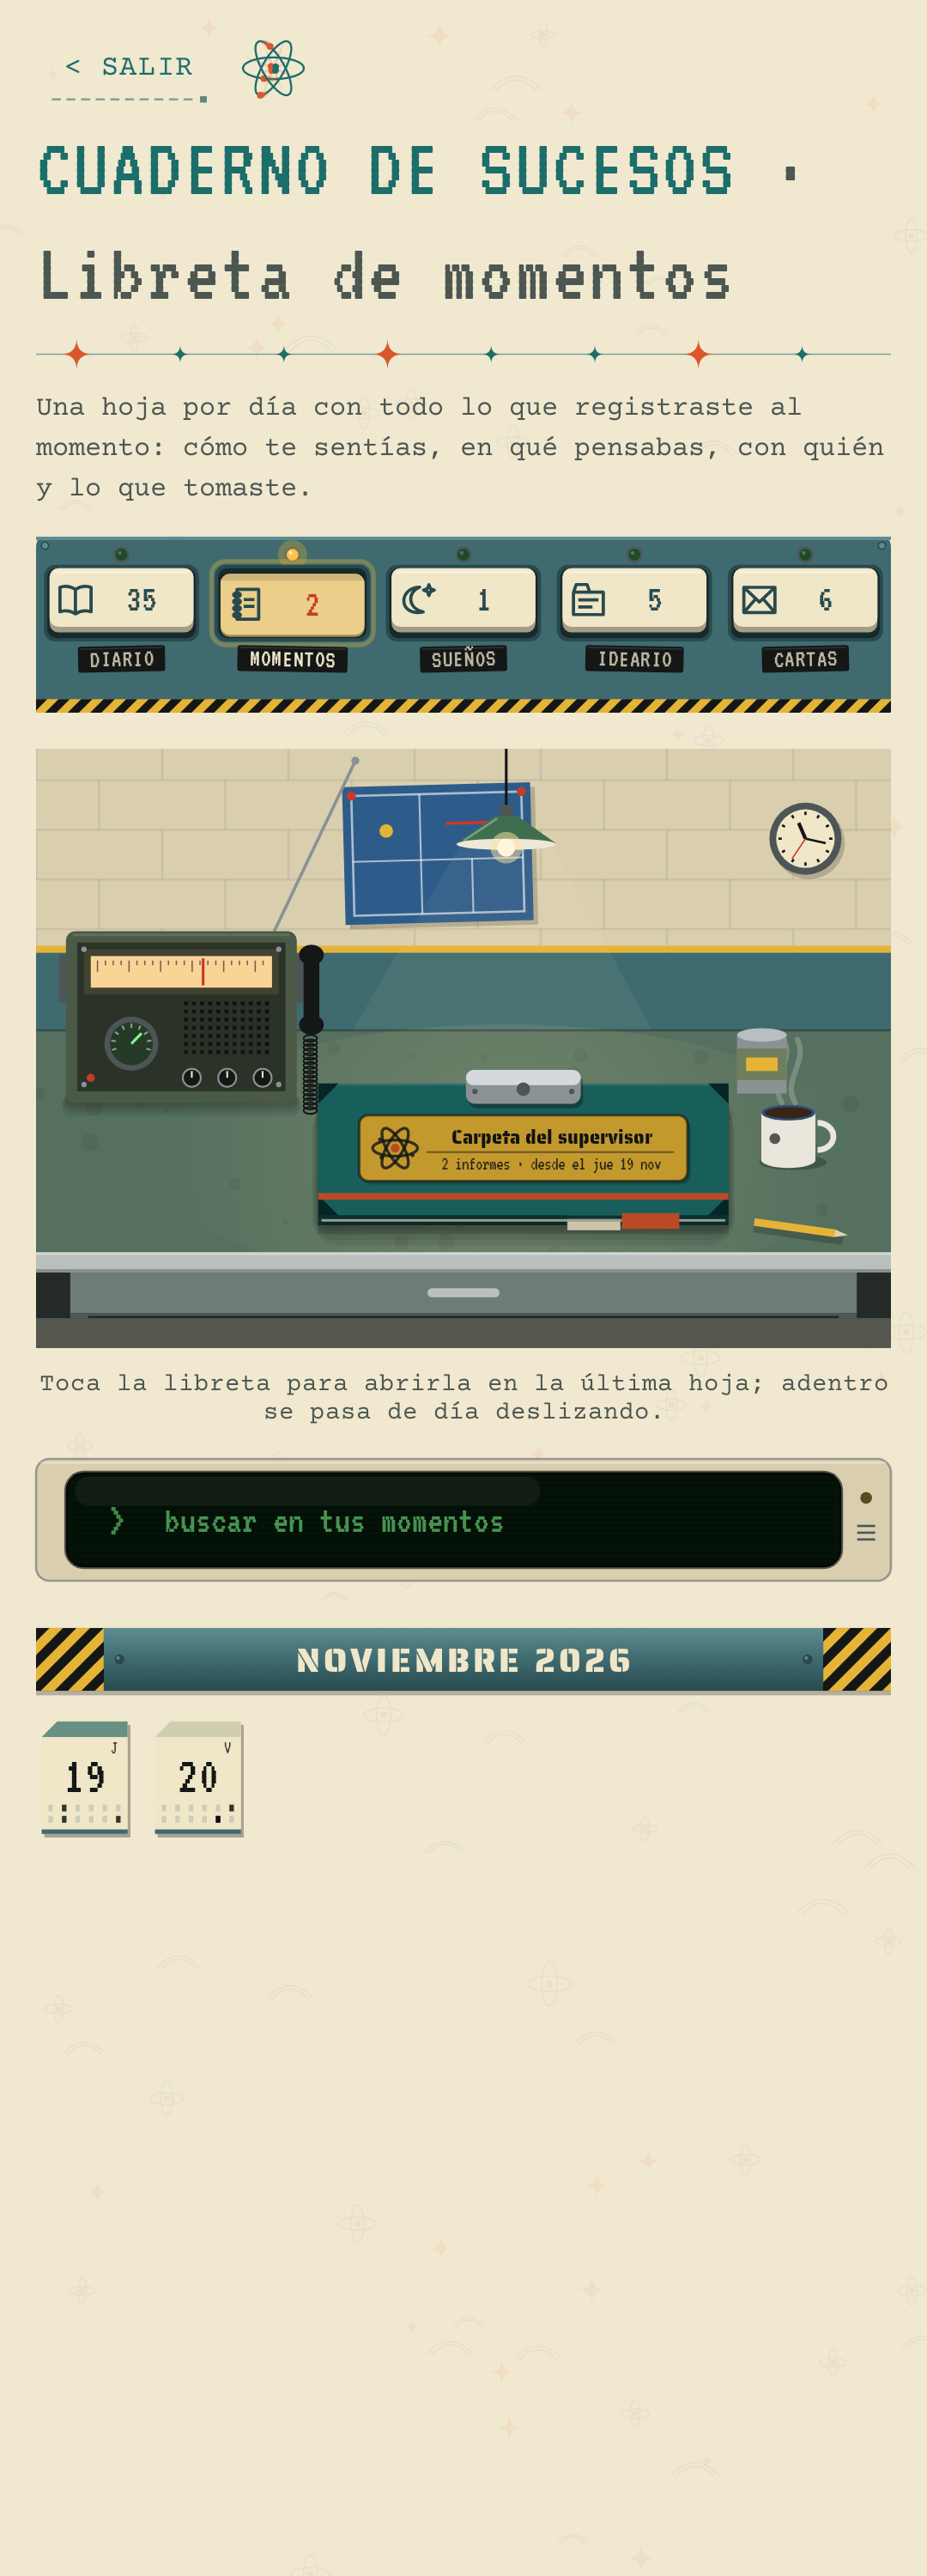 < SALIR
CUADERNO DE SUCESOS ·
Libreta de momentos
Una hoja por día con todo lo que registraste al
momento: cómo te sentías, en qué pensabas, con quién
y lo que tomaste.
35
2
1
5
6
DIARIO
MOMENTOS
SUEÑOS
IDEARIO
CARTAS
Carpeta del supervisor
2 informes · desde el jue 19 nov
Toca la libreta para abrirla en la última hoja; adentro
se pasa de día deslizando.
> buscar en tus momentos
NOVIEMBRE 2026
J
V
19
20